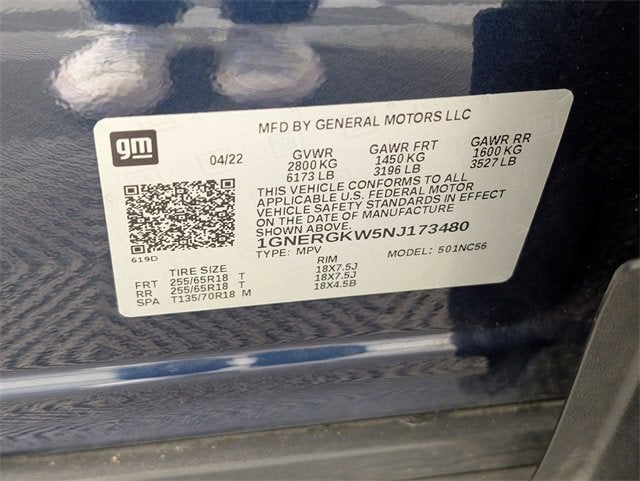 MFD BY GENERAL MOTORS LLC
gm
04/22
GVWR GAWR FRT GAWR RR
2800 KG 1450 KG 1600 KG
6173 LB 3196 LB 3527 LB
THIS VEHICLE CONFORMS TO ALL
APPLICABLE U.S. FEDERAL MOTOR
VEHICLE SAFETY STANDARDS IN EFFECT
ON THE DATE OF MANUFACTURE
SHOWN ABOVE.
1GNERGKW5NJ173480
619D
TYPE: MPV MODEL: 501NC56
TIRE SIZE RIM
FRT 255/65R18 T 18X7.5J
RR 255/65R18 T 18X7.5J
SPA T135/70R18 M 18X4.5B